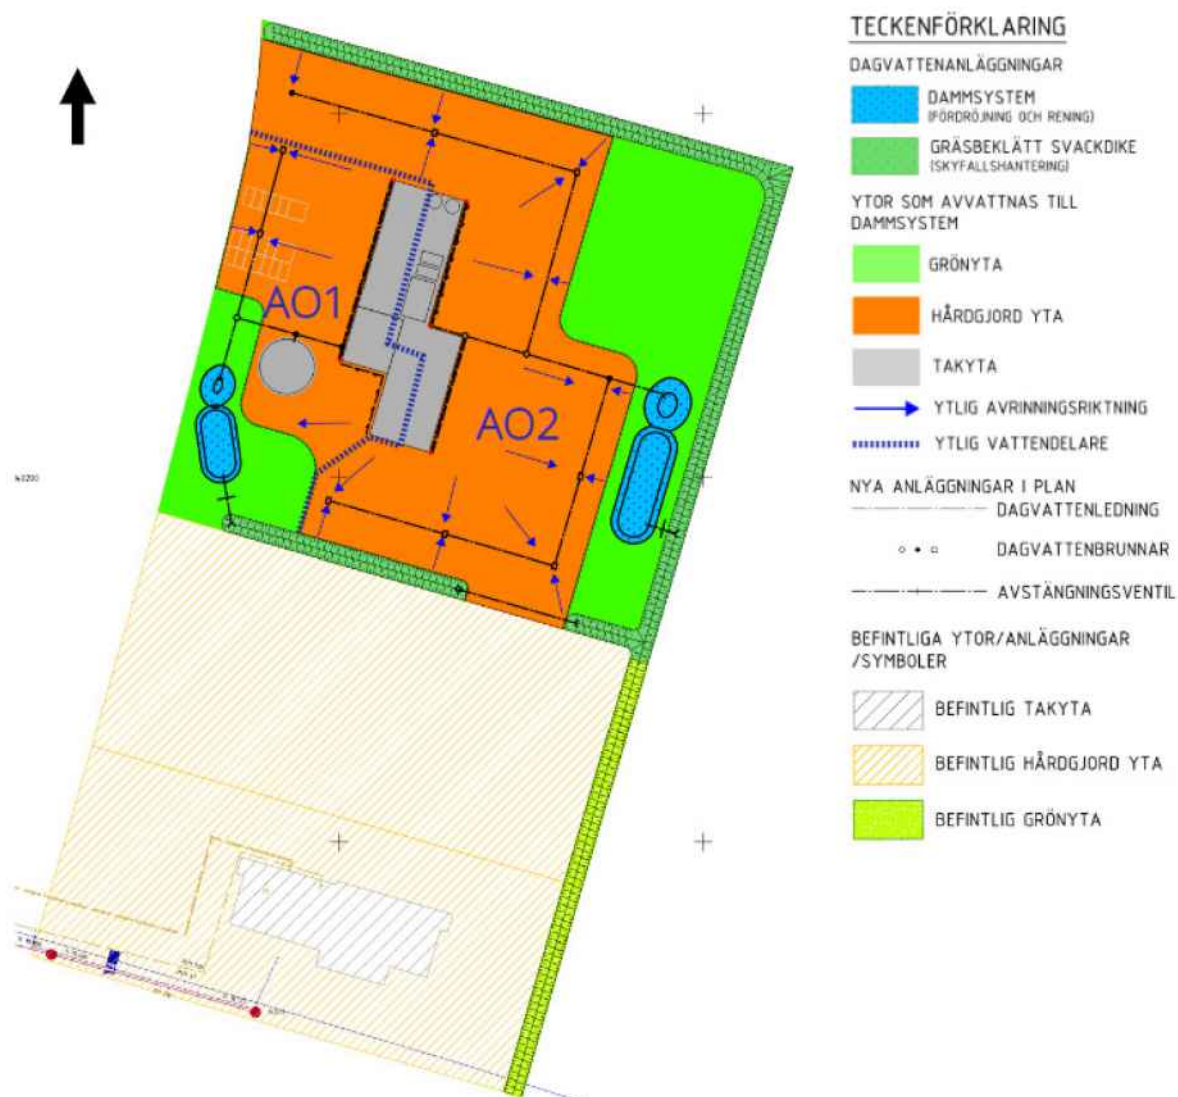 TECKENFÖRKLARING
DAGVATTENANLÄGGNINGAR
DAMMSYSTEM
(FÖRDRÖJNING OCH RENING)
GRÄSBEKLÄTT SVACKDIKE
(SKYFALLSHANTERING)
YTOR SOM AVVATTNAS TILL
DAMMSYSTEM
GRÖNYTA
HÅRDGJORD YTA
TAKYTA
YTLIG AVRINNINGSRIKTNING
YTLIG VATTENDELARE
NYA ANLÄGGNINGAR I PLAN
DAGVATTENLEDNING
DAGVATTENBRUNNAR
AVSTÄNGNINGSVENTIL
BEFINTLIGA YTOR/ANLÄGGNINGAR
/SYMBOLER
BEFINTLIG TAKYTA
BEFINTLIG HÅRDGJORD YTA
BEFINTLIG GRÖNYTA
AO1
AO2